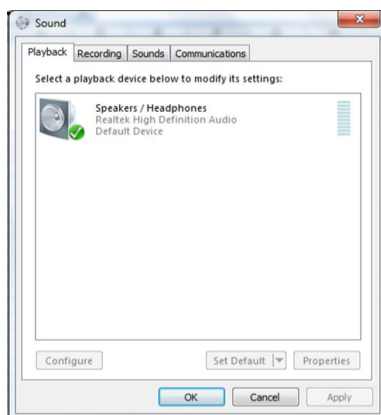 Sound
Playback Recording Sounds Communications
Select a playback device below to modify its settings:
Speakers / Headphones
Realtek High Definition Audio
Default Device
Configure Set Default Properties
OK Cancel Apply